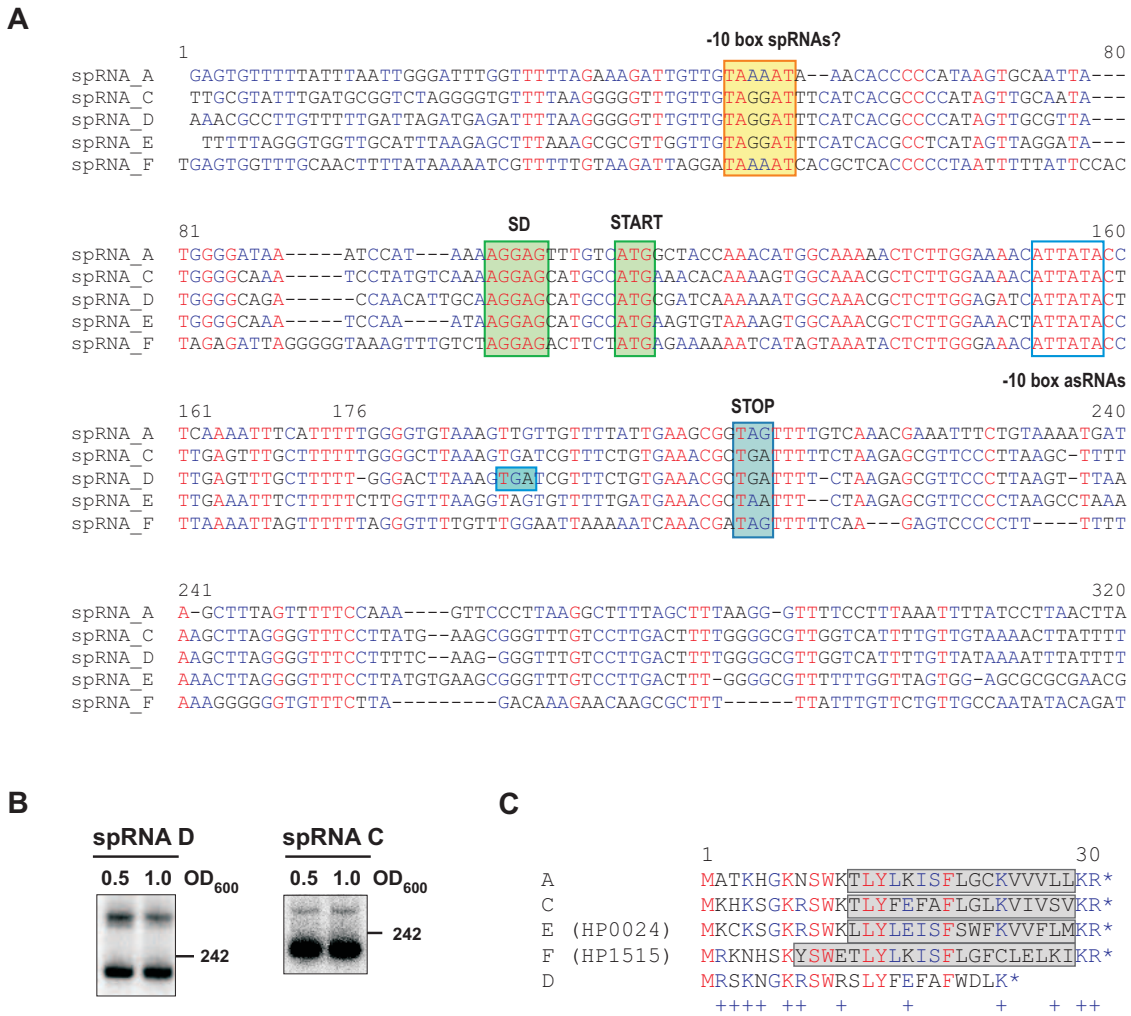 A
-10 box spRNAs?
1 80
spRNA_A GAGTGTTTTTATTTAATTGGGATTTGGTTTTTAGAAAGATTGTTGTAAAATA--AACACCCCCATAAGTGCAATTA---
spRNA_C TTGCGTATTTGATGCGGTCTAGGGGTGTTTTAAGGGGGTTTGTTGTAGGATTTCATCACGCCCCATAGTTGCAATA---
spRNA_D AAACGCCTTGTTTTTGATTAGATGAGATTTTAAGGGGGTTTGTTGTAGGATTTCATCACGCCCCATAGTTGCGTTA---
spRNA_E TTTTTAGGGTGGTTGCATTTAAGAGCTTTAAAGCGCGTTGGTTGTAGGATTTCATCACGCCTCATAGTTAGGATA---
spRNA_F TGAGTGGTTTGCAACTTTTATAAAAATCGTTTTTGTAAGATTAGGATAAAATCACGCTCACCCCCTAATTTTTATTCCAC
SD START
81 160
spRNA_A TGGGGATAA-----ATCCAT--AAAAGGAGTTTGTCATGGCTACCAAACATGGCAAAAACTCTTGGAAAACATTATACC
spRNA_C TGGGGCAAA-----TCCTATGTCAAAAGGAGCATGCCATGAAACACAAAAGTGGCAAACGCTCTTGGAAAACATTATACT
spRNA_D TGGGGCAGA------CCAACATTGCAAGGAGCATGCCATGCGATCAAAAAATGGCAAACGCTCTTGGAGATCATTATACT
spRNA_E TGGGGCAAA-----TCCAA----ATAAGGAGCATGCCATGAAGTGTAAAAGTGGCAAACGCTCTTGGAAACTATTATACC
spRNA_F TAGAGATTAGGGGGTAAAGTTTGTCTAGGAGACTTCTATGAGAAAAAATCATAGTAAATACTCTTGGGAAACATTATACC
-10 box asRNAs
161 176 STOP 240
spRNA_A TCAAAATTTCATTTTTGGGGTGTAAAGTTGTTGTTTTATTGAAGCGGTAGTTTTGTCAAACGAAATTTCTGTAAAATGAT
spRNA_C TTGAGTTTGCTTTTTTGGGGCTTAAAGTGATCGTTTCTGTGAAACGCTGATTTTTCTAAGAGCGTTCCCTTAAGC-TTTT
spRNA_D TTGAGTTTGCTTTTT-GGGACTTAAAGTGATCGTTTCTGTGAAACGCTGATTTTT-CTAAGAGCGTTCCCTTAAGT-TTAA
spRNA_E TTGAAATTTCTTTTTCTTGGTTTAAGGTAGTGTTTTTGATGAAACGCTAATTT--CTAAGAGCGTTCCCCTAAGCCTAAA
spRNA_F TTAAAATTAGTTTTTTAGGGTTTTGTTTGGAATTAAAAATCAAACGATAGTTTTTCAA---GAGTCCCCCTT----TTTT
241 320
spRNA_A A-GCTTTAGTTTTTCCAAA----GTTCCCTTAAGGCTTTTAGCTTTAAGG-GTTTTCCTTTAAATTTTATCCTTAACTTA
spRNA_C AAGCTTAGGGGTTTCCTTATG--AAGCGGGTTTGTCCTTGACTTTTGGGGCGTTGGTCATTTTGTTGTAAAACTTATTTT
spRNA_D AAGCTTAGGGGTTTCCTTTTC--AAG-GGGTTTGTCCTTGACTTTTGGGGCGTTGGTCATTTTGTTATAAAATTTATTTT
spRNA_E AAACTTAGGGGTTTCCTTATGTGAAGCGGGTTTGTCCTTGACTTT-GGGGCGTTTTTGGTTAGTGG-AGCGCGCGAACG
spRNA_F AAAGGGGGGTGTTTCTTA---------GACAAAGAACAAGCGCTTT------TTATTTGTTCTGTTGCCAATATACAGAT
B
spRNA D spRNA C
0.5 1.0 OD600 0.5 1.0 OD600
242 242
C
1 30
A MATKHGKNSWKTLYLKISFLGCKVVVLLKR*
C MKHKSGKRSWKTLYFEFAFLGLKVIVSVKR*
E (HP0024) MKCKSGKRSWKLLYLEISFSWFKVVFLMKR*
F (HP1515) MRKNHSKYSWETLYLKISFLGFCLELKIKR*
D MRSKNGKRSWRSLYFEFAFWDLK*
++++ ++ + + + + ++